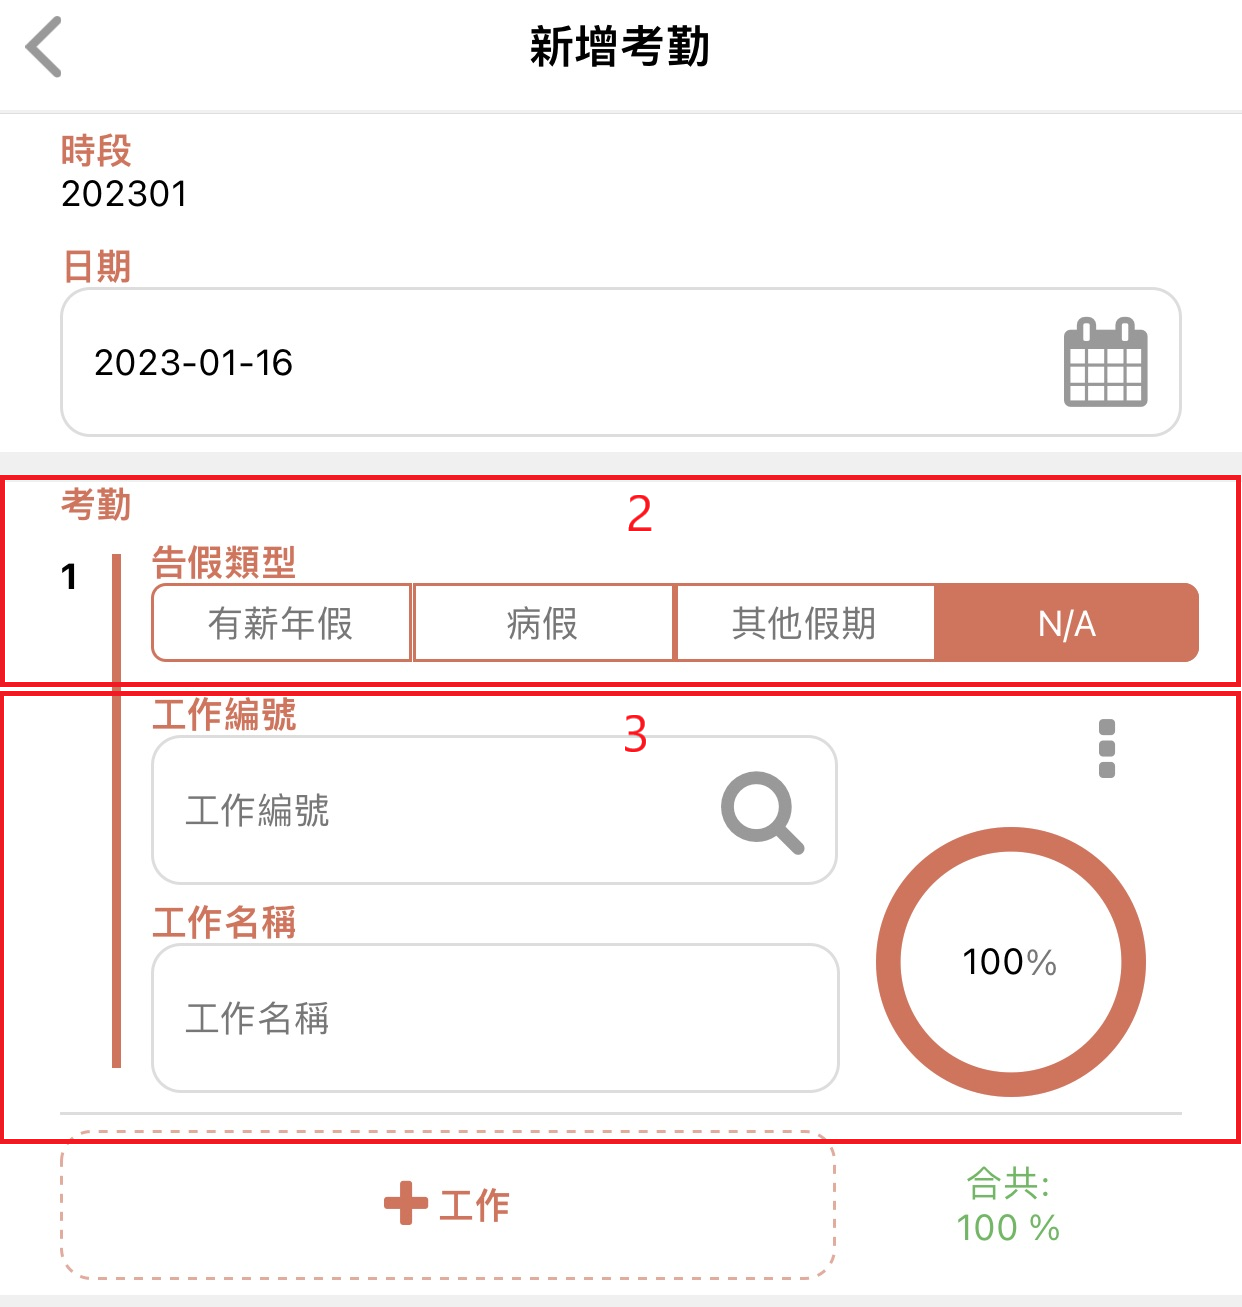 新增考勤
時段
202301
日期
2023-01-16
考勤
2
1
告假類型
有薪年假 病假 其他假期 N/A
工作編號
3
工作編號
工作名稱
100%
工作名稱
工作
合共:
100 %